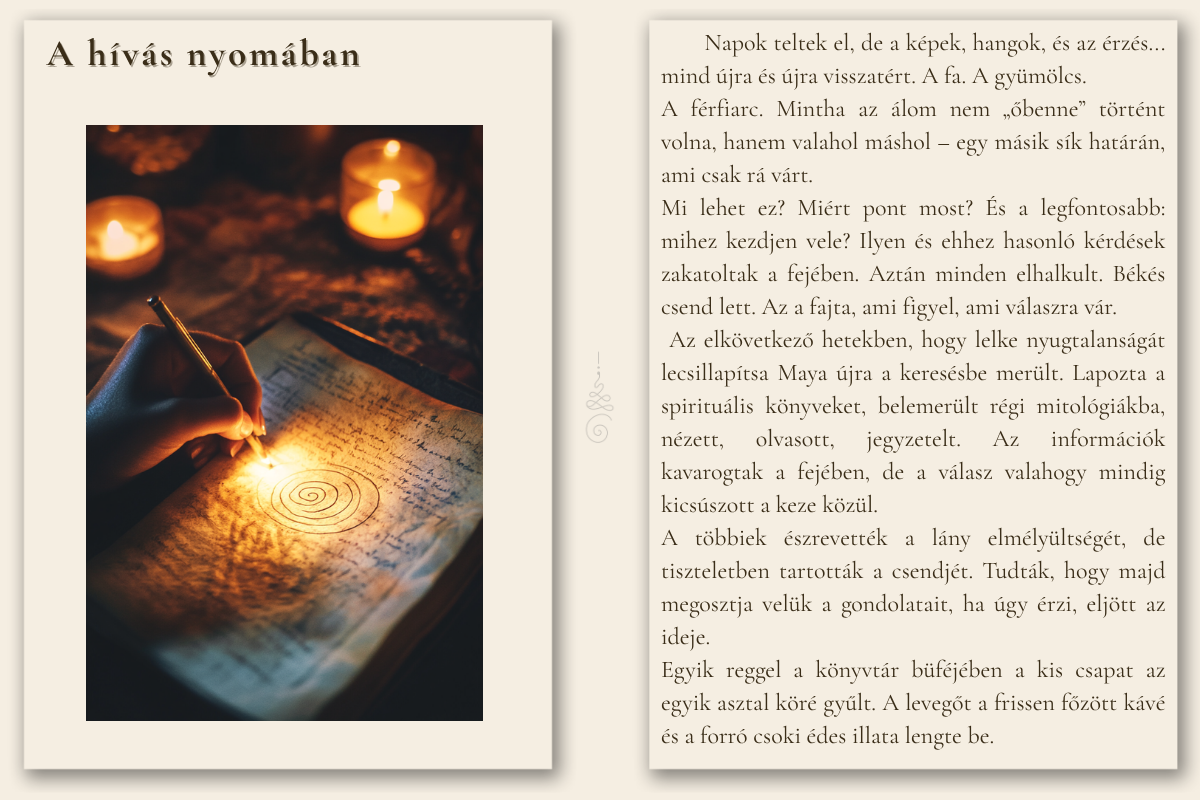 A hívás nyomában
Napok teltek el, de a képek, hangok, és az érzés...
mind újra és újra visszatért. A fa. A gyümölcs.
A férfiarc. Mintha az álom nem „őbenne” történt
volna, hanem valahol máshol – egy másik sík határán,
ami csak rá várt.
Mi lehet ez? Miért pont most? És a legfontosabb:
mihez kezdjen vele? Ilyen és ehhez hasonló kérdések
zakatoltak a fejében. Aztán minden elhalkult. Békés
csend lett. Az a fajta, ami figyel, ami válaszra vár.
Az elkövetkező hetekben, hogy lelke nyugtalanságát
lecsillapítsa Maya újra a keresésbe merült. Lapozta a
spirituális könyveket, belemerült régi mitológiákba,
nézett, olvasott, jegyzetelt. Az információk
kavarogtak a fejében, de a válasz valahogy mindig
kicsúszott a keze közül.
A többiek észrevették a lány elmélyültségét, de
tiszteletben tartották a csendjét. Tudták, hogy majd
megosztja velük a gondolatait, ha úgy érzi, eljött az
ideje.
Egyik reggel a könyvtár büféjében a kis csapat az
egyik asztal köré gyűlt. A levegőt a frissen főzött kávé
és a forró csoki édes illata lengte be.